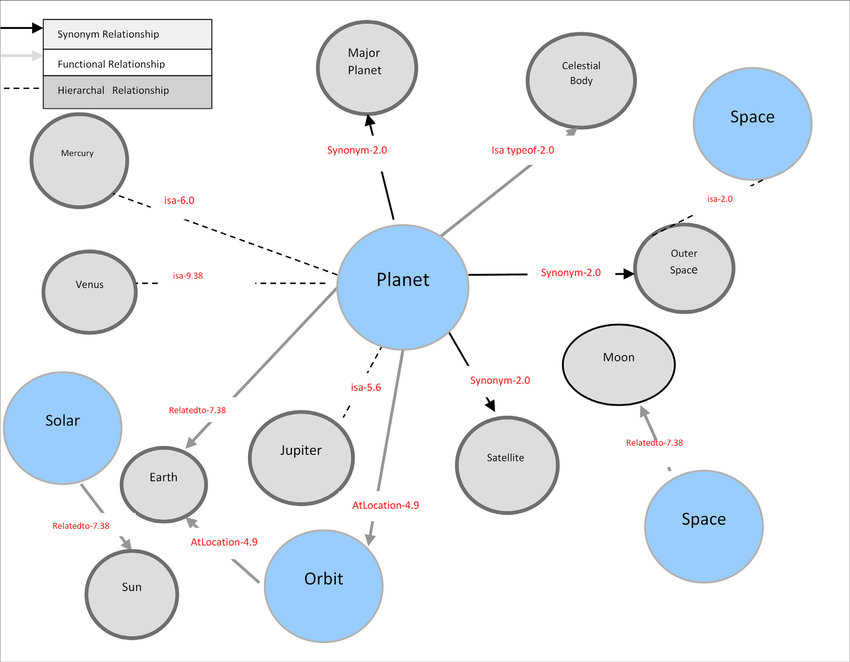 Synonym Relationship
Functional Relationship
Hierarchal Relationship
Major
Planet
Celestial
Body
Space
Mercury
Synonym-2.0
Isa typeof-2.0
isa-6.0
isa-2.0
Outer
Space
Venus
isa-9.38
Planet
Synonym-2.0
Moon
Synonym-2.0
isa-5.6
Relatedto-7.38
Solar
Jupiter
Satellite
Relatedto-7.38
Earth
AtLocation-4.9
Relatedto-7.38
AtLocation-4.9
Space
Sun
Orbit